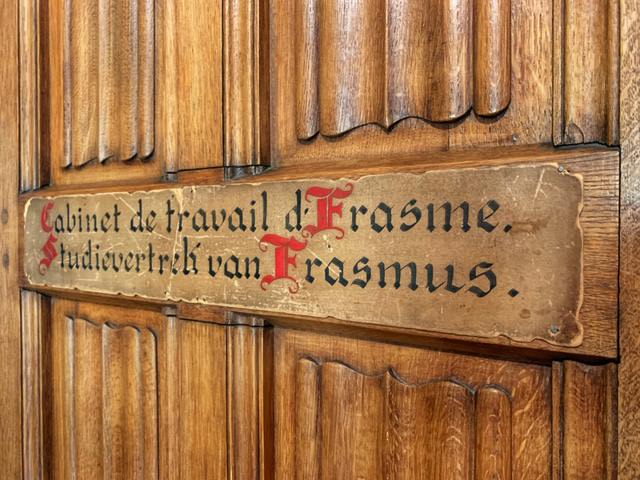 Cabinet de travail d'Erasme.
Studievertrek van Erasmus.